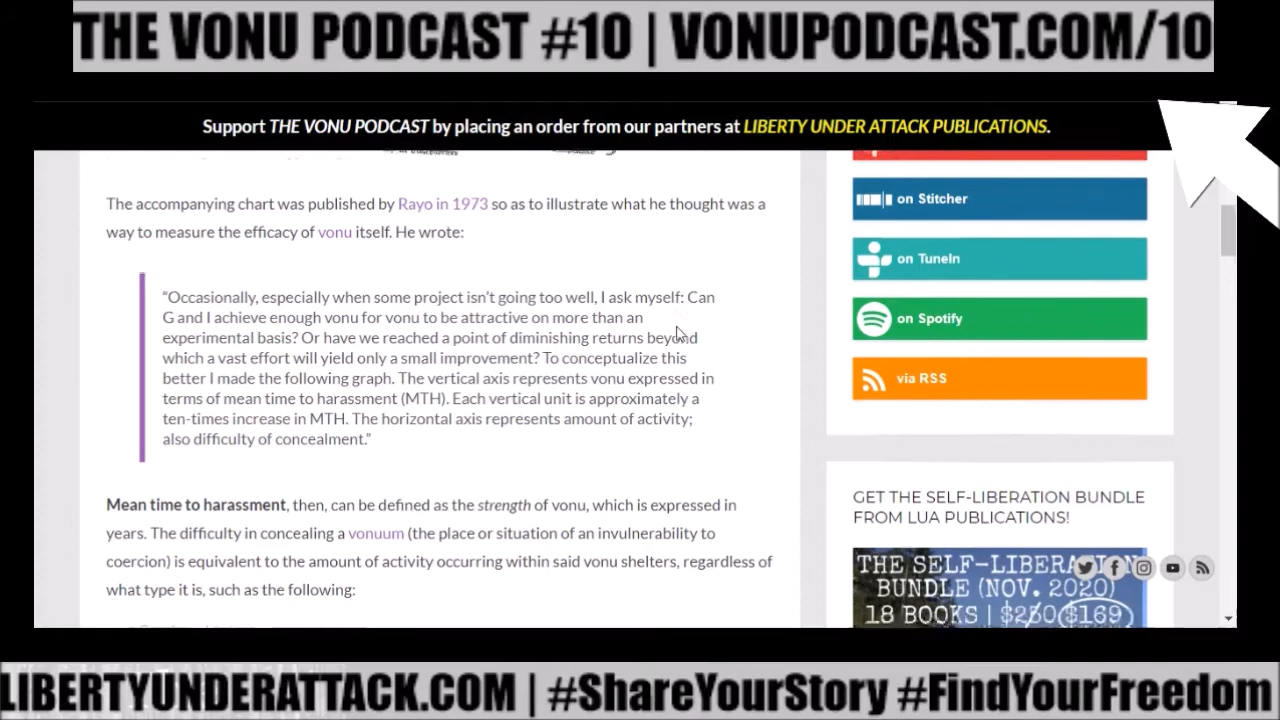 THE VONU PODCAST #10 | VONUPODCAST.COM/10
Support THE VONU PODCAST by placing an order from our partners at LIBERTY UNDER ATTACK PUBLICATIONS.
The accompanying chart was published by Rayo in 1973 so as to illustrate what he thought was a
way to measure the efficacy of vonu itself. He wrote:
“Occasionally, especially when some project isn’t going too well, I ask myself: Can
G and I achieve enough vonu for vonu to be attractive on more than an
experimental basis? Or have we reached a point of diminishing returns beyond
which a vast effort will yield only a small improvement? To conceptualize this
better I made the following graph. The vertical axis represents vonu expressed in
terms of mean time to harassment (MTH). Each vertical unit is approximately a
ten-times increase in MTH. The horizontal axis represents amount of activity;
also difficulty of concealment.”
Mean time to harassment, then, can be defined as the strength of vonu, which is expressed in
years. The difficulty in concealing a vonuum (the place or situation of an invulnerability to
coercion) is equivalent to the amount of activity occurring within said vonu shelters, regardless of
what type it is, such as the following:
on Stitcher
on TuneIn
on Spotify
via RSS
GET THE SELF-LIBERATION BUNDLE
FROM LUA PUBLICATIONS!
THE SELF-LIBERATION
BUNDLE (NOV. 2020)
18 BOOKS | $250 $169
LIBERTYUNDERATTACK.COM | #ShareYourStory #FindYourFreedom